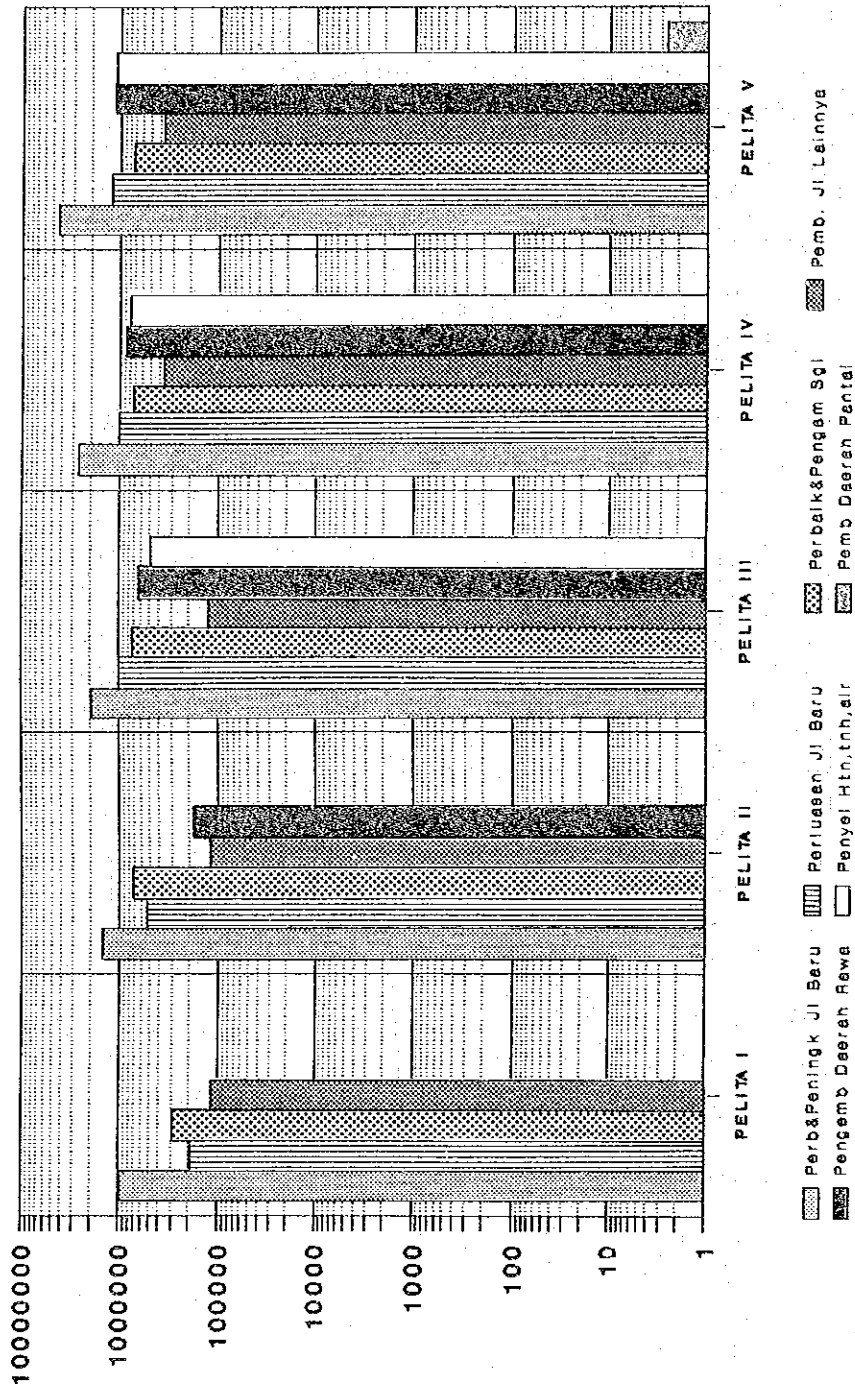 10000000
1000000
100000
10000
1000
100
10
1
PELITA I
PELITA II
PELITA III
PELITA IV
PELITA V
Perb&Peningk Jl Baru
Perluasan Jl Baru
Perbaik&Pengam Sgi
Pemb. Jl Lainnya
Pengemb Daerah Rawa
Penyel Htn,tnh,air
Pemb Daerah Pantai